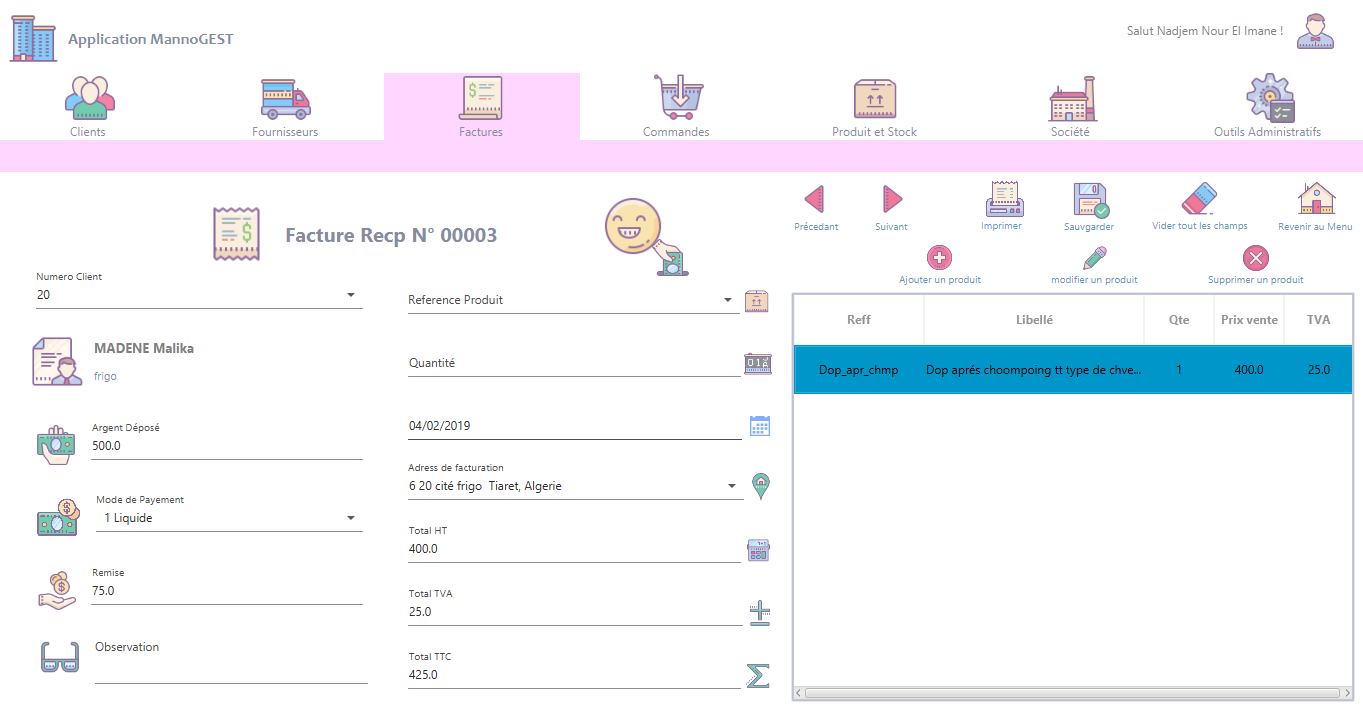 Application MannoGEST
Salut Nadjem Nour El Imane !
Clients
Fournisseurs
Factures
Commandes
Produit et Stock
Société
Outils Administratifs
Facture Recp N° 00003
Précedant
Suivant
Imprimer
Sauvgarder
Vider tout les champs
Revenir au Menu
Ajouter un produit
modifier un produit
Supprimer un produit
Numero Client
20
MADENE Malika
frigo
Argent Déposé
500.0
Mode de Payement
1 Liquide
Remise
75.0
Observation
Reference Produit
Quantité
04/02/2019
Adress de facturation
6 20 cité frigo Tiaret, Algerie
Total HT
400.0
Total TVA
25.0
Total TTC
425.0
Reff Libellé Qte Prix vente TVA
Dop_apr_chmp Dop aprés choompoing tt type de chve... 1 400.0 25.0